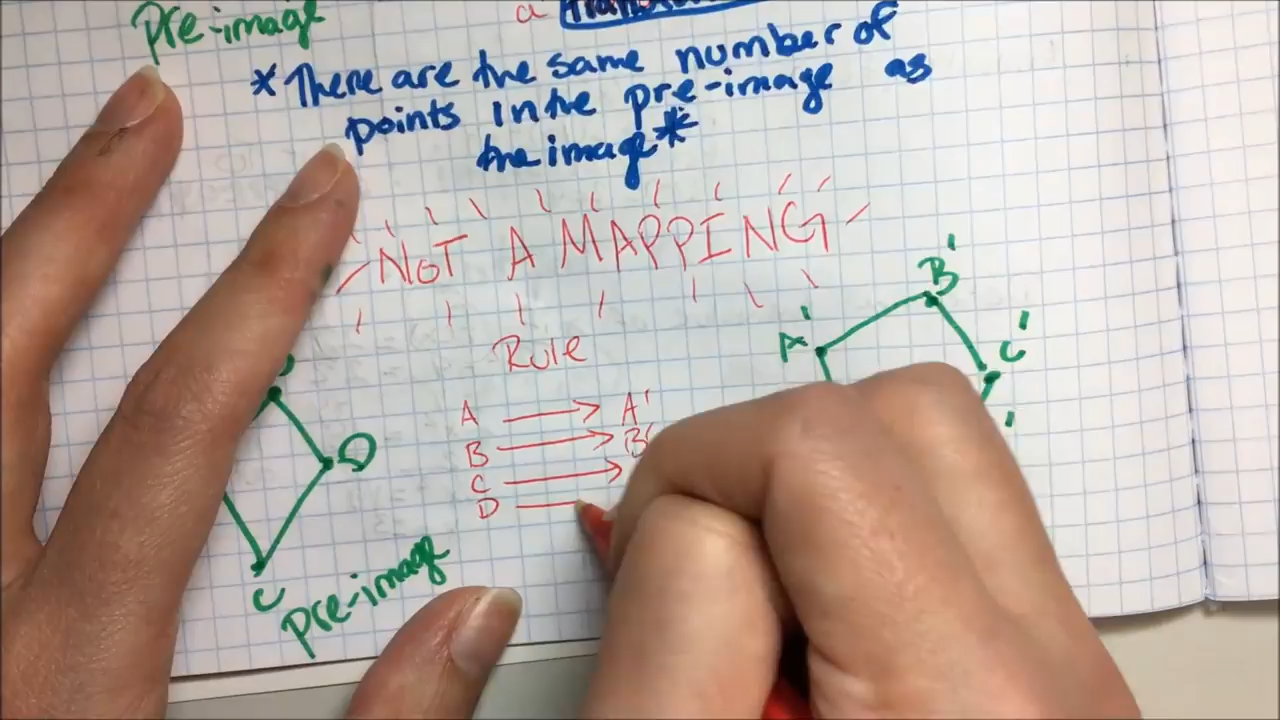 Pre-image
a
*There are the same number of
points in the pre-image as
the image*
NOT A MAPPING
B'
A'
C'
Rule
A → A'
B → B'
C →
D
D
C
Pre-image